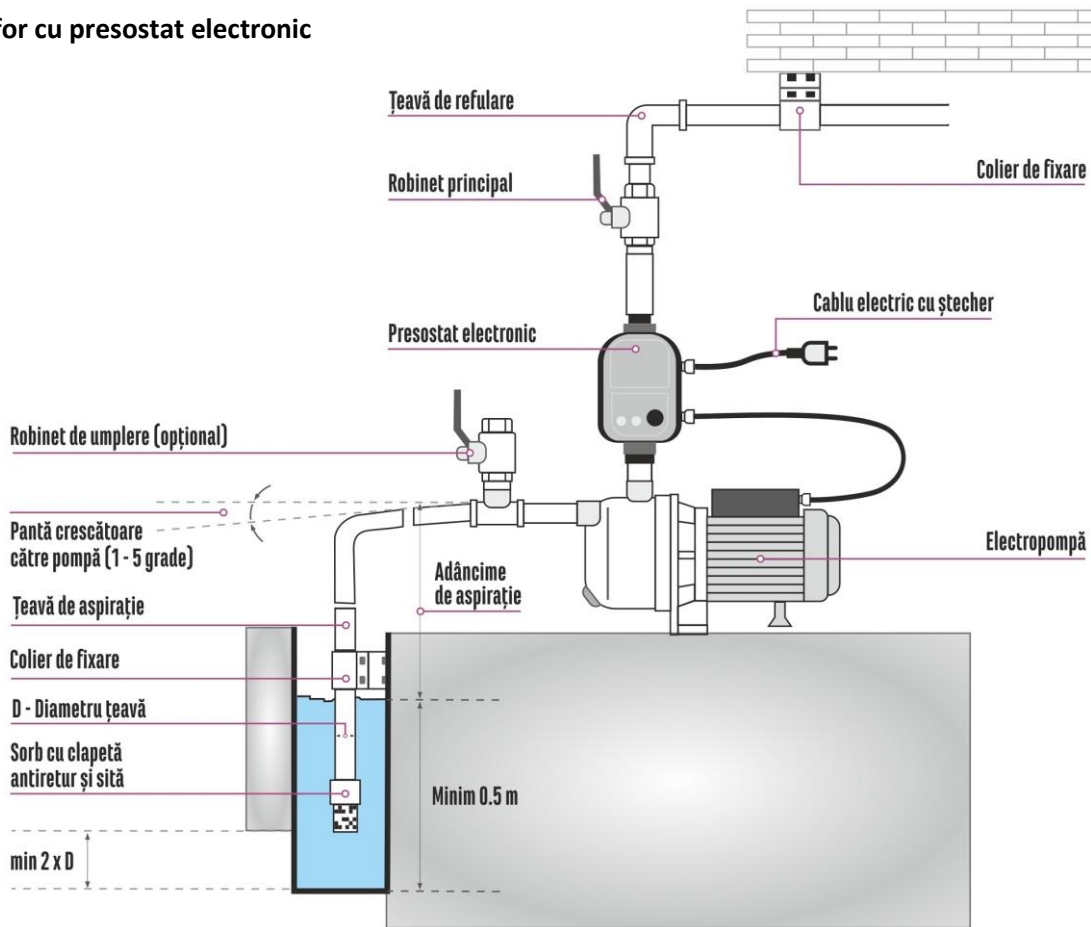 for cu presostat electronic
Țeavă de refulare
Colier de fixare
Robinet principal
Cablu electric cu ștecher
Presostat electronic
Robinet de umplere (opțional)
Pantă crescătoare
către pompă (1 - 5 grade)
Electropompă
Adâncime
de aspirație
Țeavă de aspirație
Colier de fixare
D - Diametru țeavă
Sorb cu clapetă
antiretur și sită
Minim 0.5 m
min 2 x D